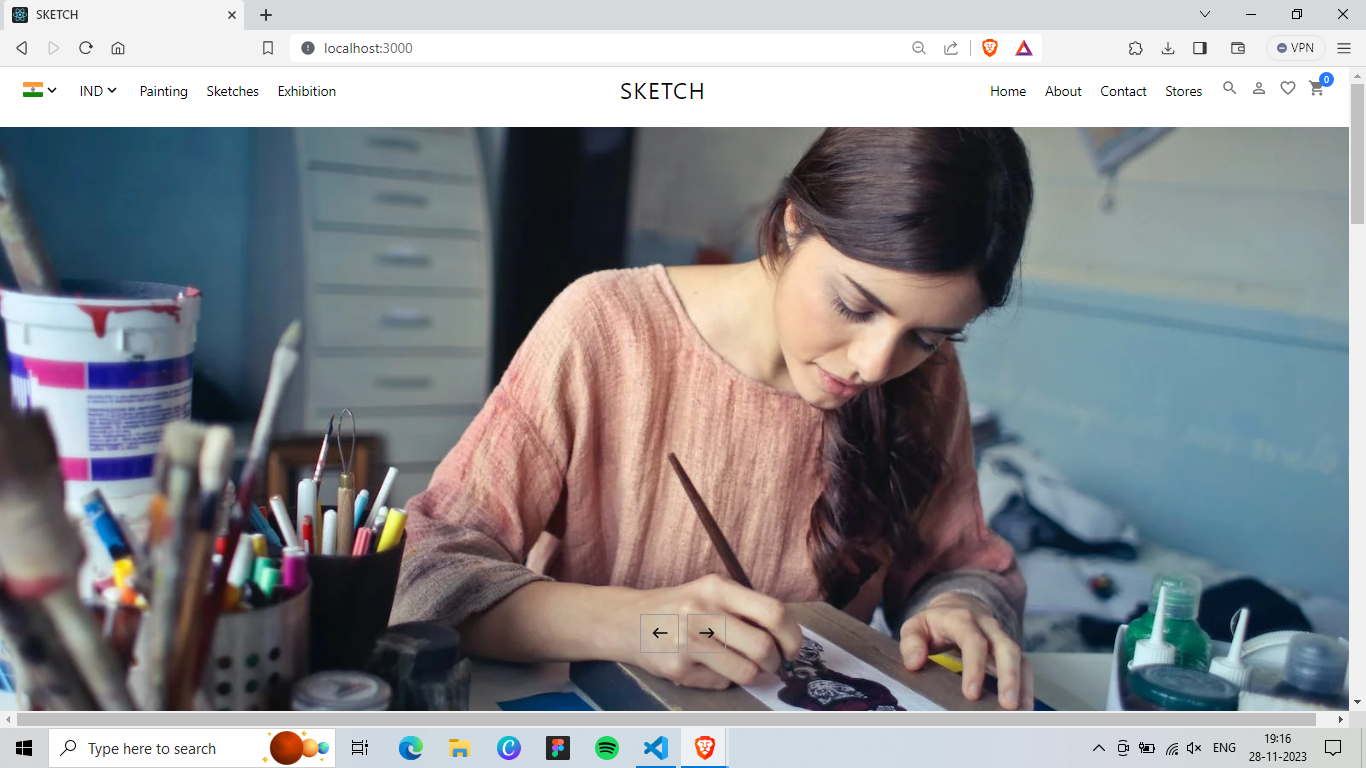 SKETCH
localhost:3000
VPN
IND Painting Sketches Exhibition
SKETCH
Home About Contact Stores
0
Type here to search
ENG
19:16
28-11-2023